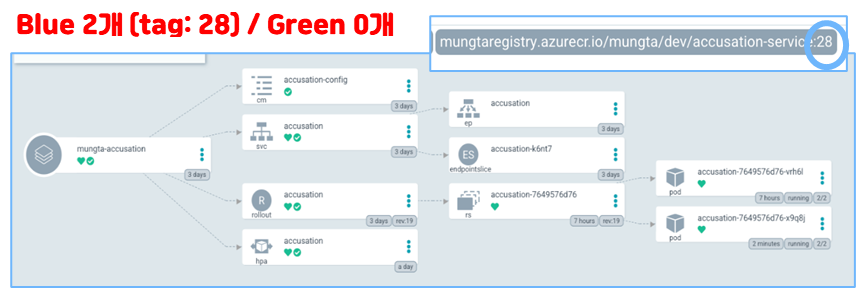 Blue 2개 (tag: 28) / Green 0개
mungtaregistry.azurecr.io/mungta/dev/accusation-service:28
mungta-accusation
3 days
cm
accusation-config
3 days
svc
accusation
3 days
R
rollout
accusation
3 days
rev:19
hpa
accusation
a day
ep
accusation
3 days
ES
endpointslice
accusation-k6nt7
3 days
rs
accusation-7649576d76
7 hours
rev:19
pod
accusation-7649576d76-vrh6l
7 hours
running
2/2
pod
accusation-7649576d76-x9q8j
2 minutes
running
2/2